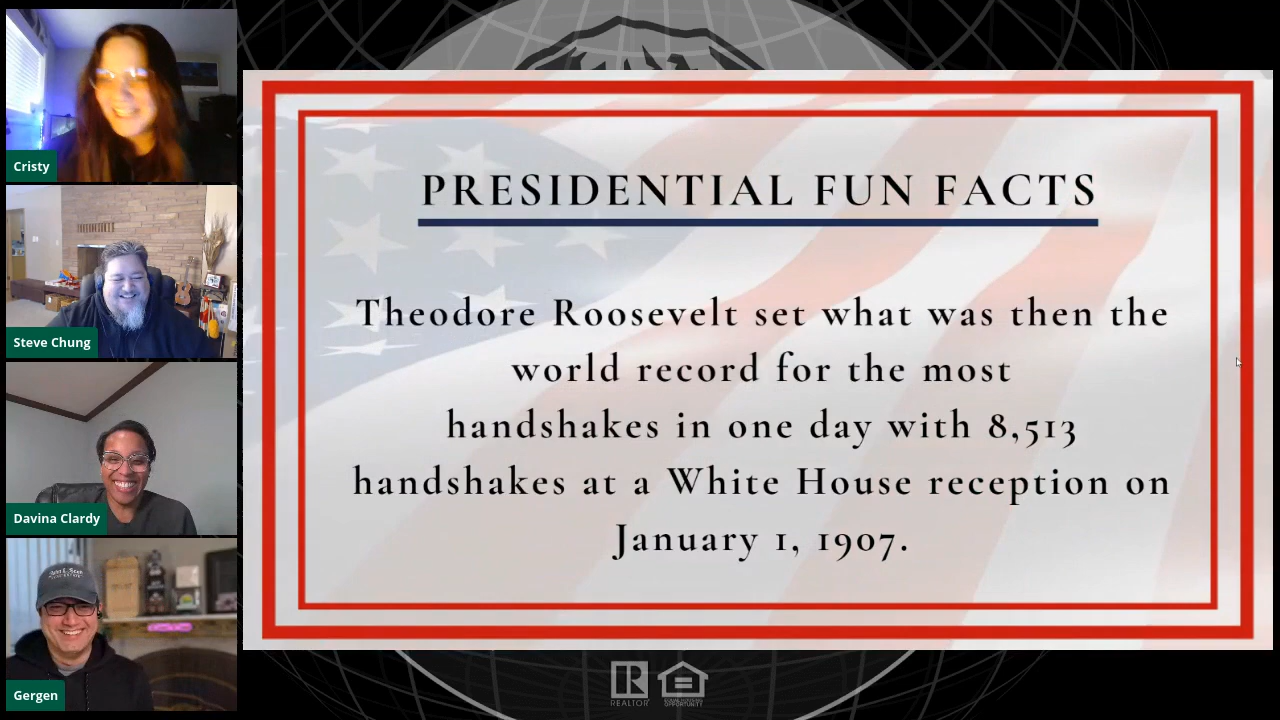 Cristy
Steve Chung
Davina Clardy
Gergen
PRESIDENTIAL FUN FACTS
Theodore Roosevelt set what was then the
world record for the most
handshakes in one day with 8,513
handshakes at a White House reception on
January 1, 1907.
REALTOR